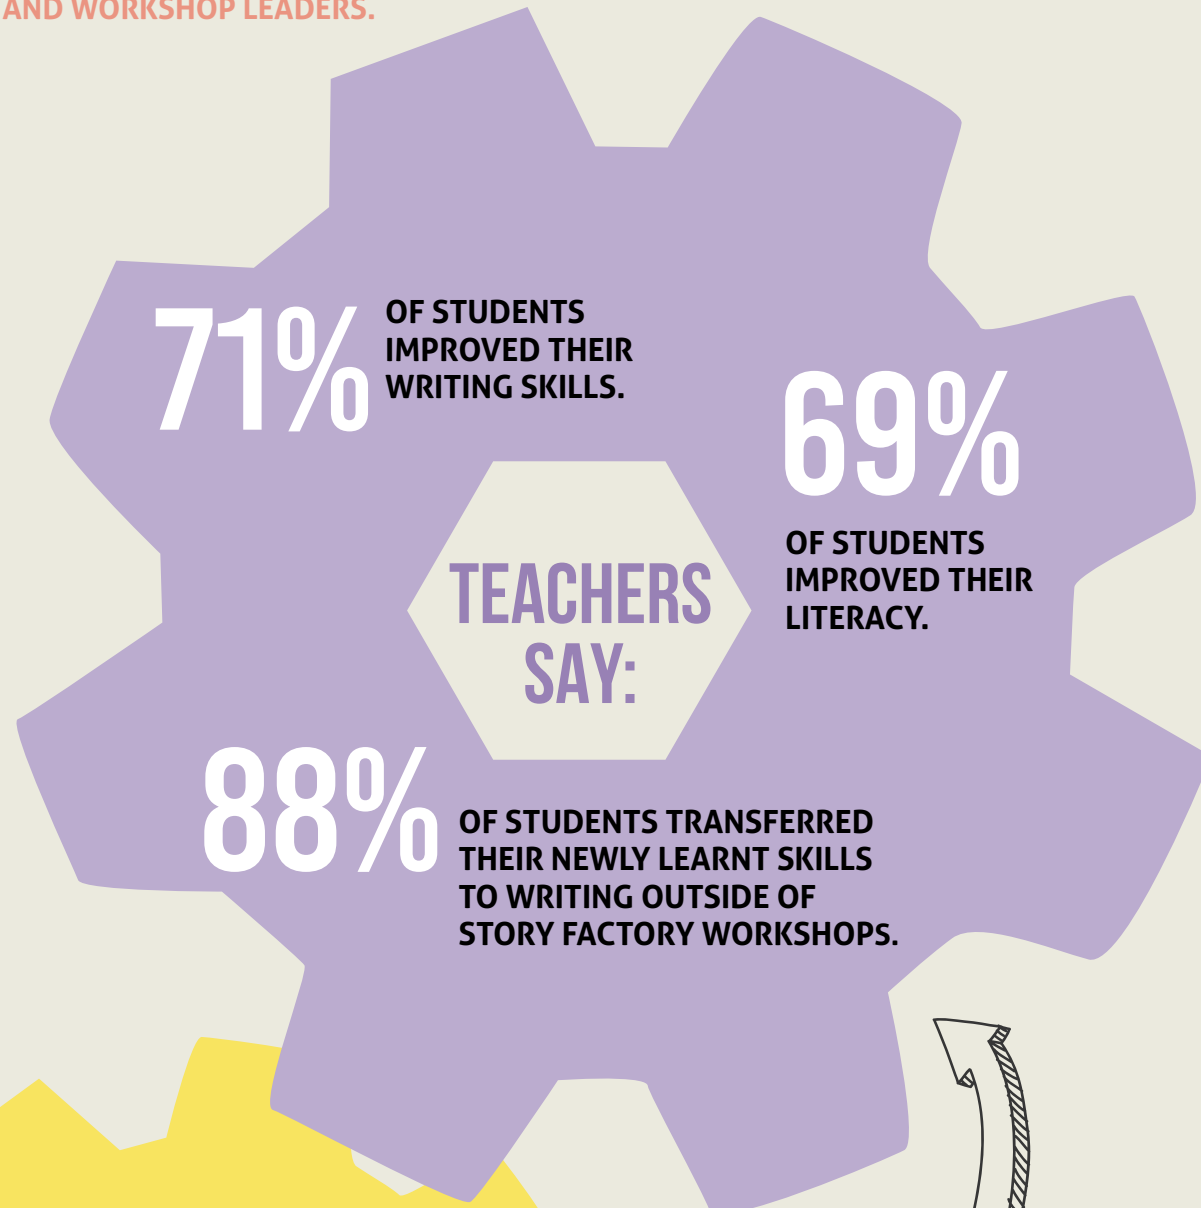 AND WORKSHOP LEADERS.
71%
OF STUDENTS
IMPROVED THEIR
WRITING SKILLS.
69%
OF STUDENTS
IMPROVED THEIR
LITERACY.
TEACHERS
SAY:
88%
OF STUDENTS TRANSFERRED
THEIR NEWLY LEARNT SKILLS
TO WRITING OUTSIDE OF
STORY FACTORY WORKSHOPS.